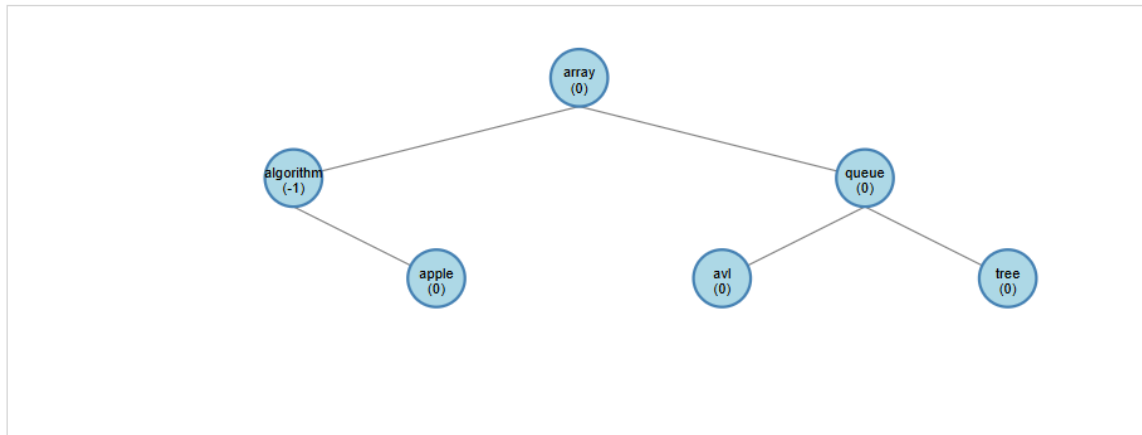 array
(0)
algorithm
(-1)
queue
(0)
apple
(0)
avl
(0)
tree
(0)